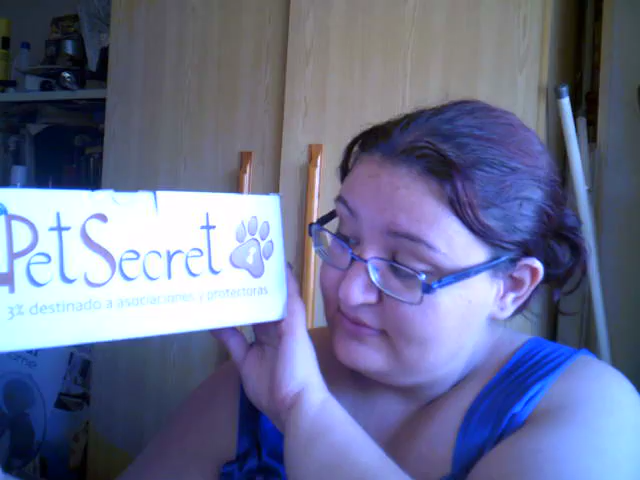 PetSecret
3% destinado a asociaciones y protectoras